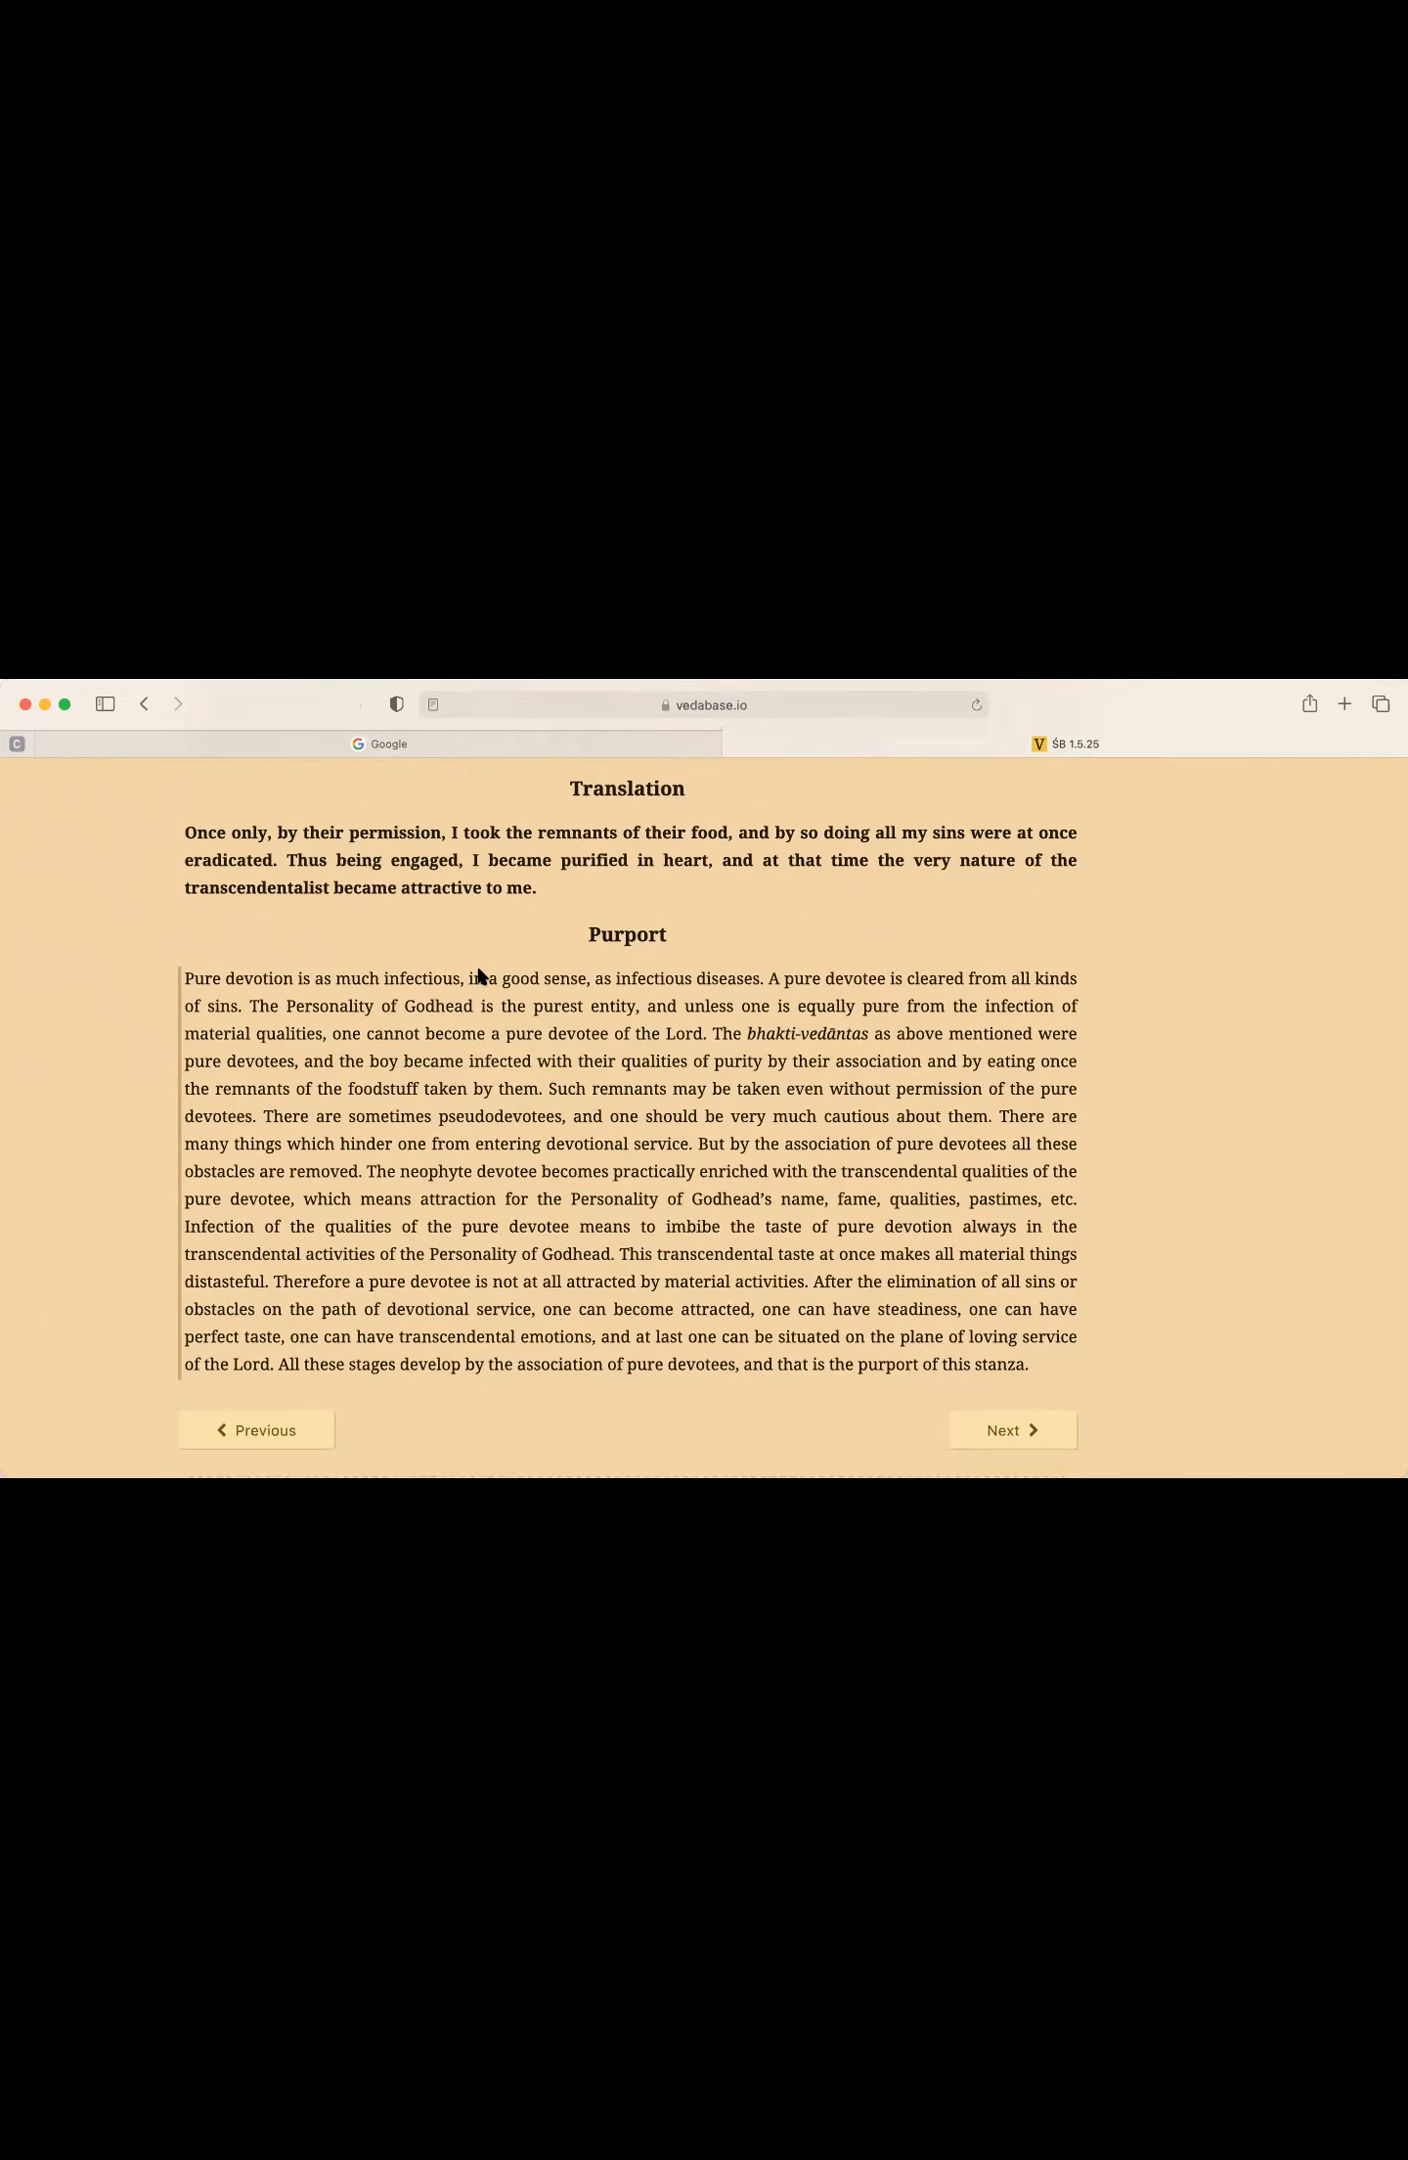 vedabase.io
C
Google
V ŚB 1.5.25
Translation
Once only, by their permission, I took the remnants of their food, and by so doing all my sins were at once
eradicated. Thus being engaged, I became purified in heart, and at that time the very nature of the
transcendentalist became attractive to me.
Purport
Pure devotion is as much infectious, in a good sense, as infectious diseases. A pure devotee is cleared from all kinds
of sins. The Personality of Godhead is the purest entity, and unless one is equally pure from the infection of
material qualities, one cannot become a pure devotee of the Lord. The bhakti-vedāntas as above mentioned were
pure devotees, and the boy became infected with their qualities of purity by their association and by eating once
the remnants of the foodstuff taken by them. Such remnants may be taken even without permission of the pure
devotees. There are sometimes pseudodevotees, and one should be very much cautious about them. There are
many things which hinder one from entering devotional service. But by the association of pure devotees all these
obstacles are removed. The neophyte devotee becomes practically enriched with the transcendental qualities of the
pure devotee, which means attraction for the Personality of Godhead’s name, fame, qualities, pastimes, etc.
Infection of the qualities of the pure devotee means to imbibe the taste of pure devotion always in the
transcendental activities of the Personality of Godhead. This transcendental taste at once makes all material things
distasteful. Therefore a pure devotee is not at all attracted by material activities. After the elimination of all sins or
obstacles on the path of devotional service, one can become attracted, one can have steadiness, one can have
perfect taste, one can have transcendental emotions, and at last one can be situated on the plane of loving service
of the Lord. All these stages develop by the association of pure devotees, and that is the purport of this stanza.
Previous
Next